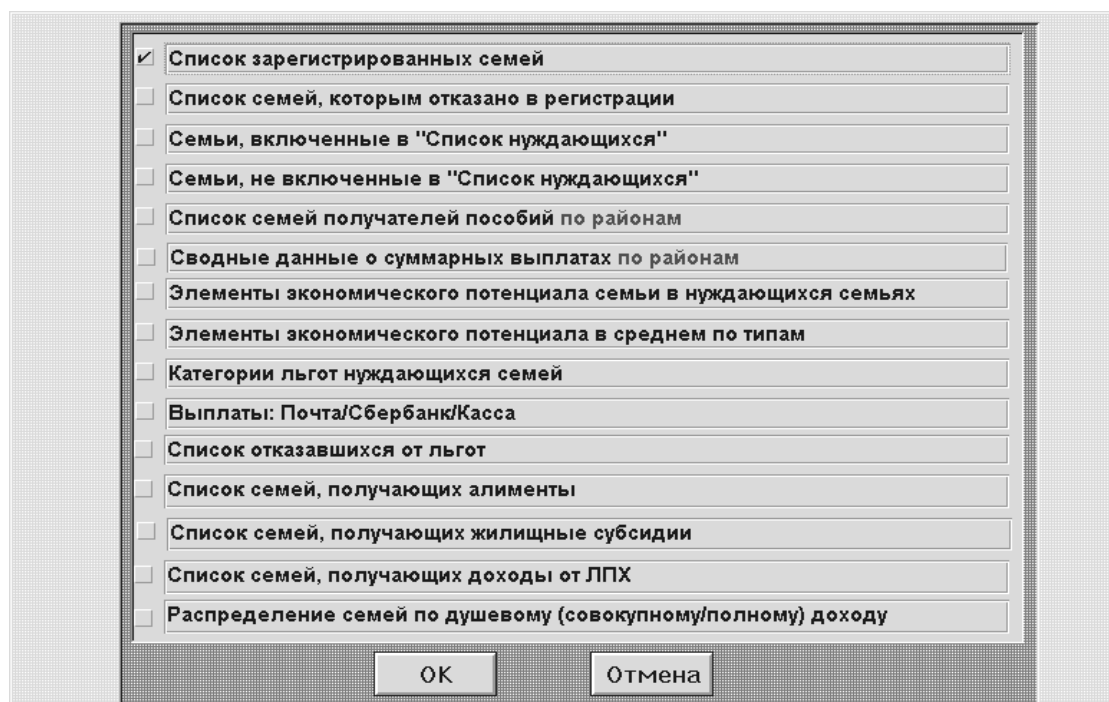 Список зарегистрированных семей
Список семей, которым отказано в регистрации
Семьи, включенные в "Список нуждающихся"
Семьи, не включенные в "Список нуждающихся"
Список семей получателей пособий по районам
Сводные данные о суммарных выплатах по районам
Элементы экономического потенциала семьи в нуждающихся семьях
Элементы экономического потенциала в среднем по типам
Категории льгот нуждающихся семей
Выплаты: Почта/Сбербанк/Касса
Список отказавшихся от льгот
Список семей, получающих алименты
Список семей, получающих жилищные субсидии
Список семей, получающих доходы от ЛПХ
Распределение семей по душевому (совокупному/полному) доходу
OK Отмена